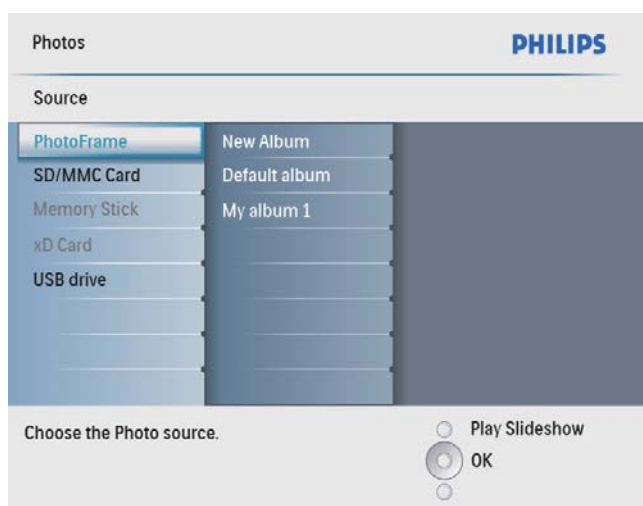 Photos
PHILIPS
Source
PhotoFrame
New Album
SD/MMC Card
Default album
Memory Stick
My album 1
xD Card
USB drive
Choose the Photo source.
Play Slideshow
OK